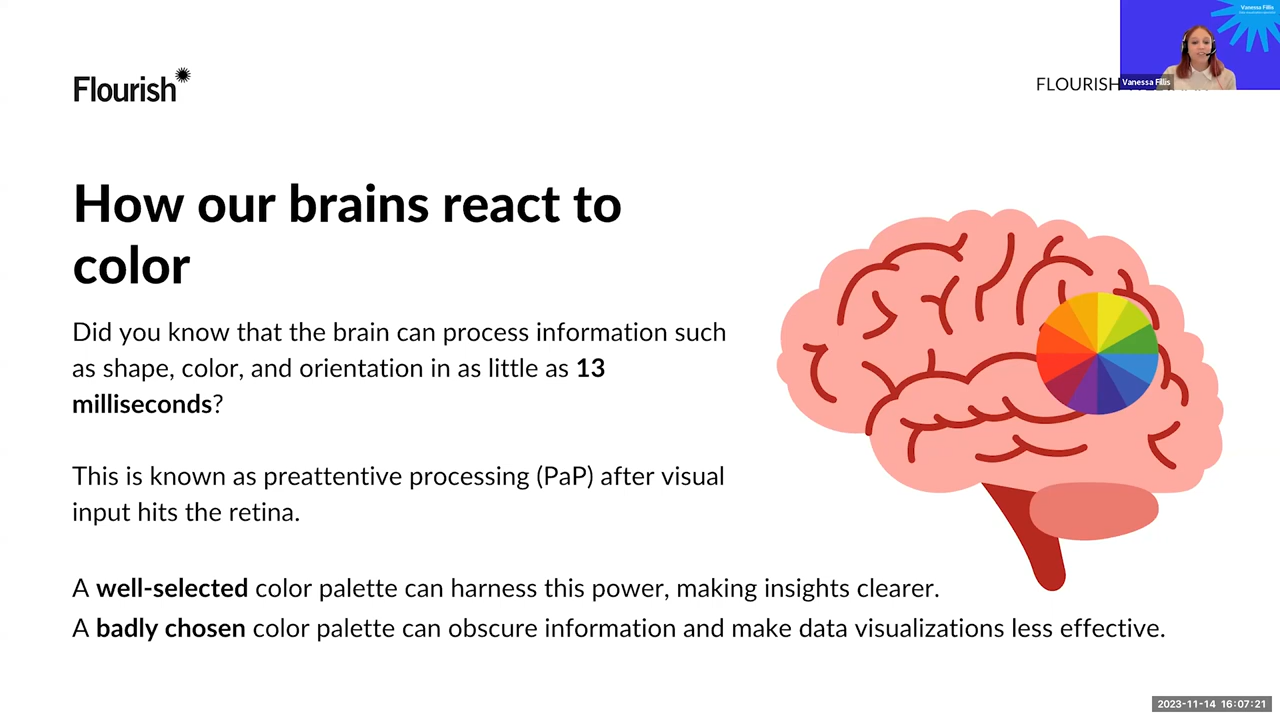 Vanessa Fillis
Flourish
FLOURISH
Vanessa Fillis
How our brains react to
color
Did you know that the brain can process information such
as shape, color, and orientation in as little as 13
milliseconds?
This is known as preattentive processing (PaP) after visual
input hits the retina.
A well-selected color palette can harness this power, making insights clearer.
A badly chosen color palette can obscure information and make data visualizations less effective.
2023-11-14 16:07:21